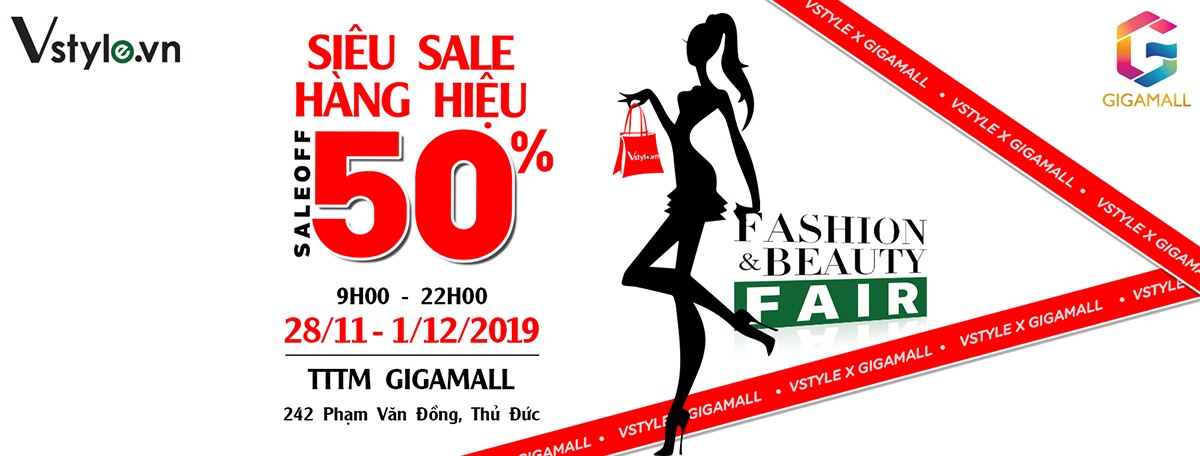 Vstyle.vn
SIÊU SALE
HÀNG HIỆU
SALEOFF
50%
9H00 - 22H00
28/11 - 1/12/2019
TTTM GIGAMALL
242 Phạm Văn Đồng, Thủ Đức
Vstyle.vn
FASHION
& BEAUTY
FAIR
GIGAMALL
VSTYLE X GIGAMALL • VSTYLE X GIGAMALL • VSTYLE X GIGAMALL
GIGAMALL • VSTYLE X GIGAMALL • VSTYLE X GIGAMALL • VSTYLE X GIGAMALL • VSTYLE